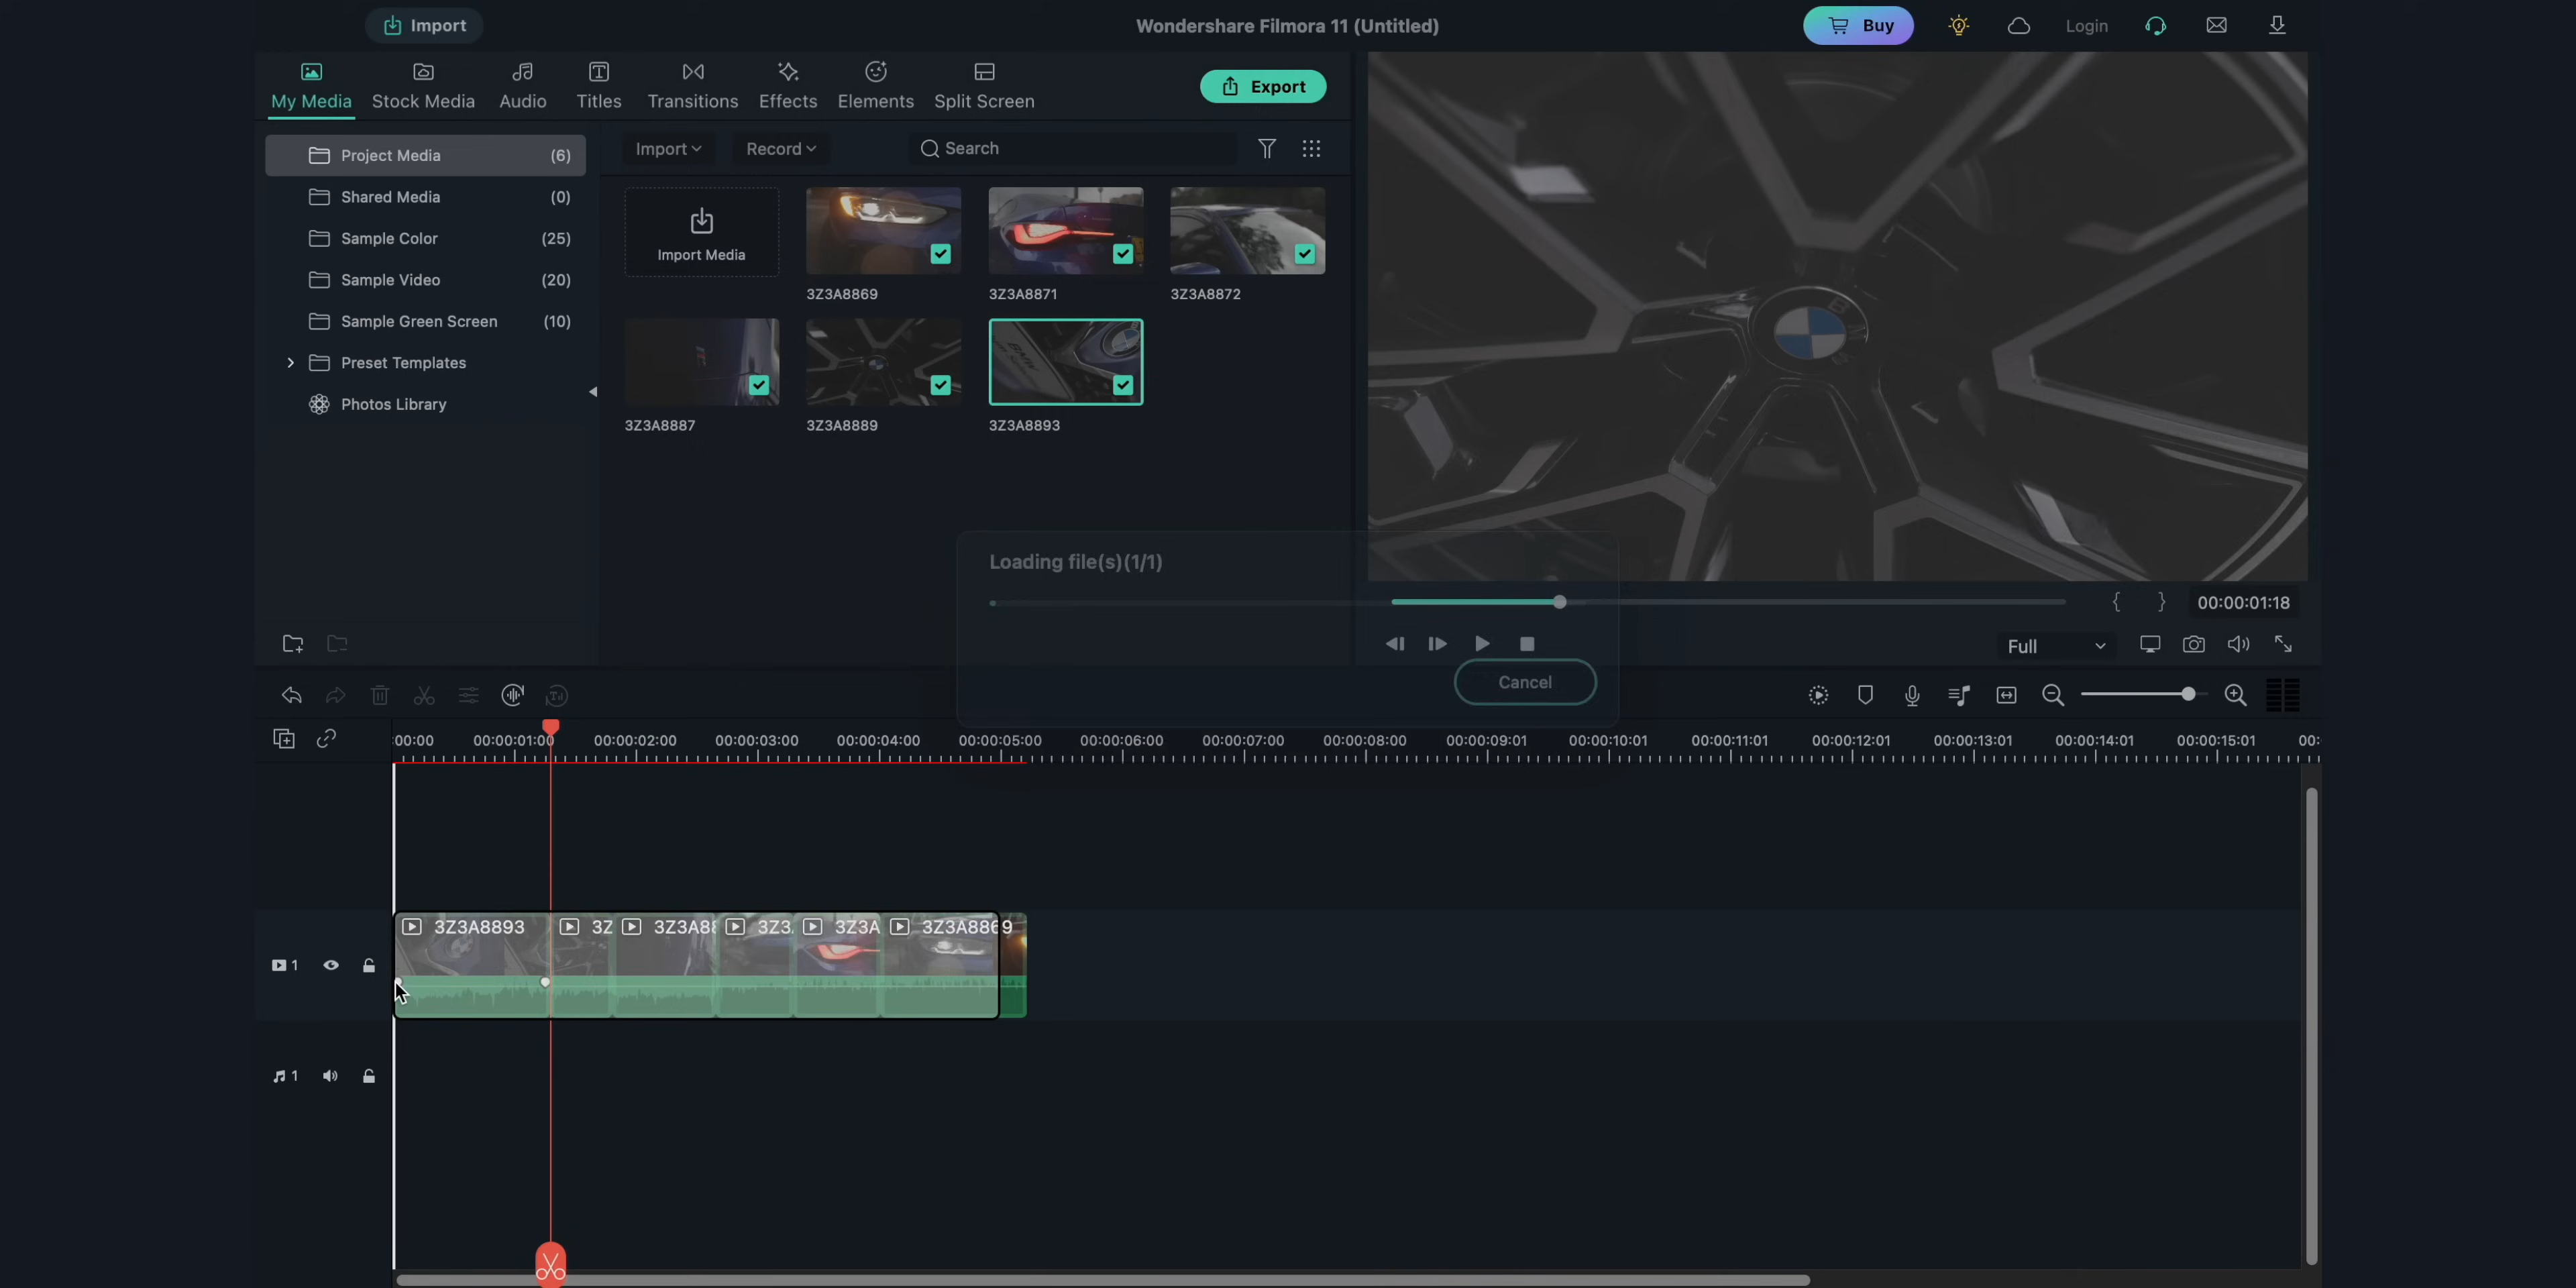 Import
Wondershare Filmora 11 (Untitled)
Buy
Login
My Media
Stock Media
Audio
Titles
Transitions
Effects
Elements
Split Screen
Export
Project Media (6)
Shared Media (0)
Sample Color (25)
Sample Video (20)
Sample Green Screen (10)
Preset Templates
Photos Library
Import
Record
Search
Import Media
3Z3A8869
3Z3A8871
3Z3A8872
3Z3A8887
3Z3A8889
3Z3A8893
Loading file(s)(1/1)
Cancel
00:00:01:18
Full
:00:00
00:00:01:00
00:00:02:00
00:00:03:00
00:00:04:00
00:00:05:00
00:00:06:00
00:00:07:00
00:00:08:00
00:00:09:01
00:00:10:01
00:00:11:01
00:00:12:01
00:00:13:01
00:00:14:01
00:00:15:01
00:
3Z3A8893
3Z
3Z3A88
3Z3
3Z3A
3Z3A8869
1
1